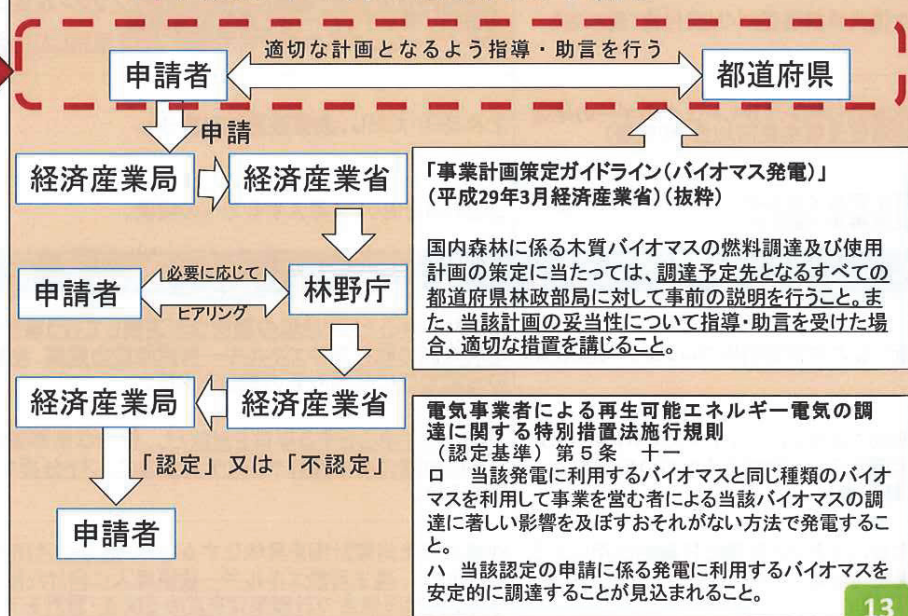 適切な計画となるよう指導・助言を行う
申請者
都道府県
申請
経済産業局
経済産業省
「事業計画策定ガイドライン(バイオマス発電)」
(平成29年3月経済産業省)(抜粋)
国内森林に係る木質バイオマスの燃料調達及び使用
計画の策定に当たっては、調達予定先となるすべての
都道府県林政部局に対して事前の説明を行うこと。ま
た、当該計画の妥当性について指導・助言を受けた場
合、適切な措置を講じること。
申請者
必要に応じて
ヒアリング
林野庁
経済産業局
経済産業省
「認定」又は「不認定」
申請者
電気事業者による再生可能エネルギー電気の調
達に関する特別措置法施行規則
(認定基準)第5条 十一
ロ 当該発電に利用するバイオマスと同じ種類のバイオ
マスを利用して事業を営む者による当該バイオマスの調
達に著しい影響を及ぼすおそれがない方法で発電するこ
と。
ハ 当該認定の申請に係る発電に利用するバイオマスを
安定的に調達することが見込まれること。
13